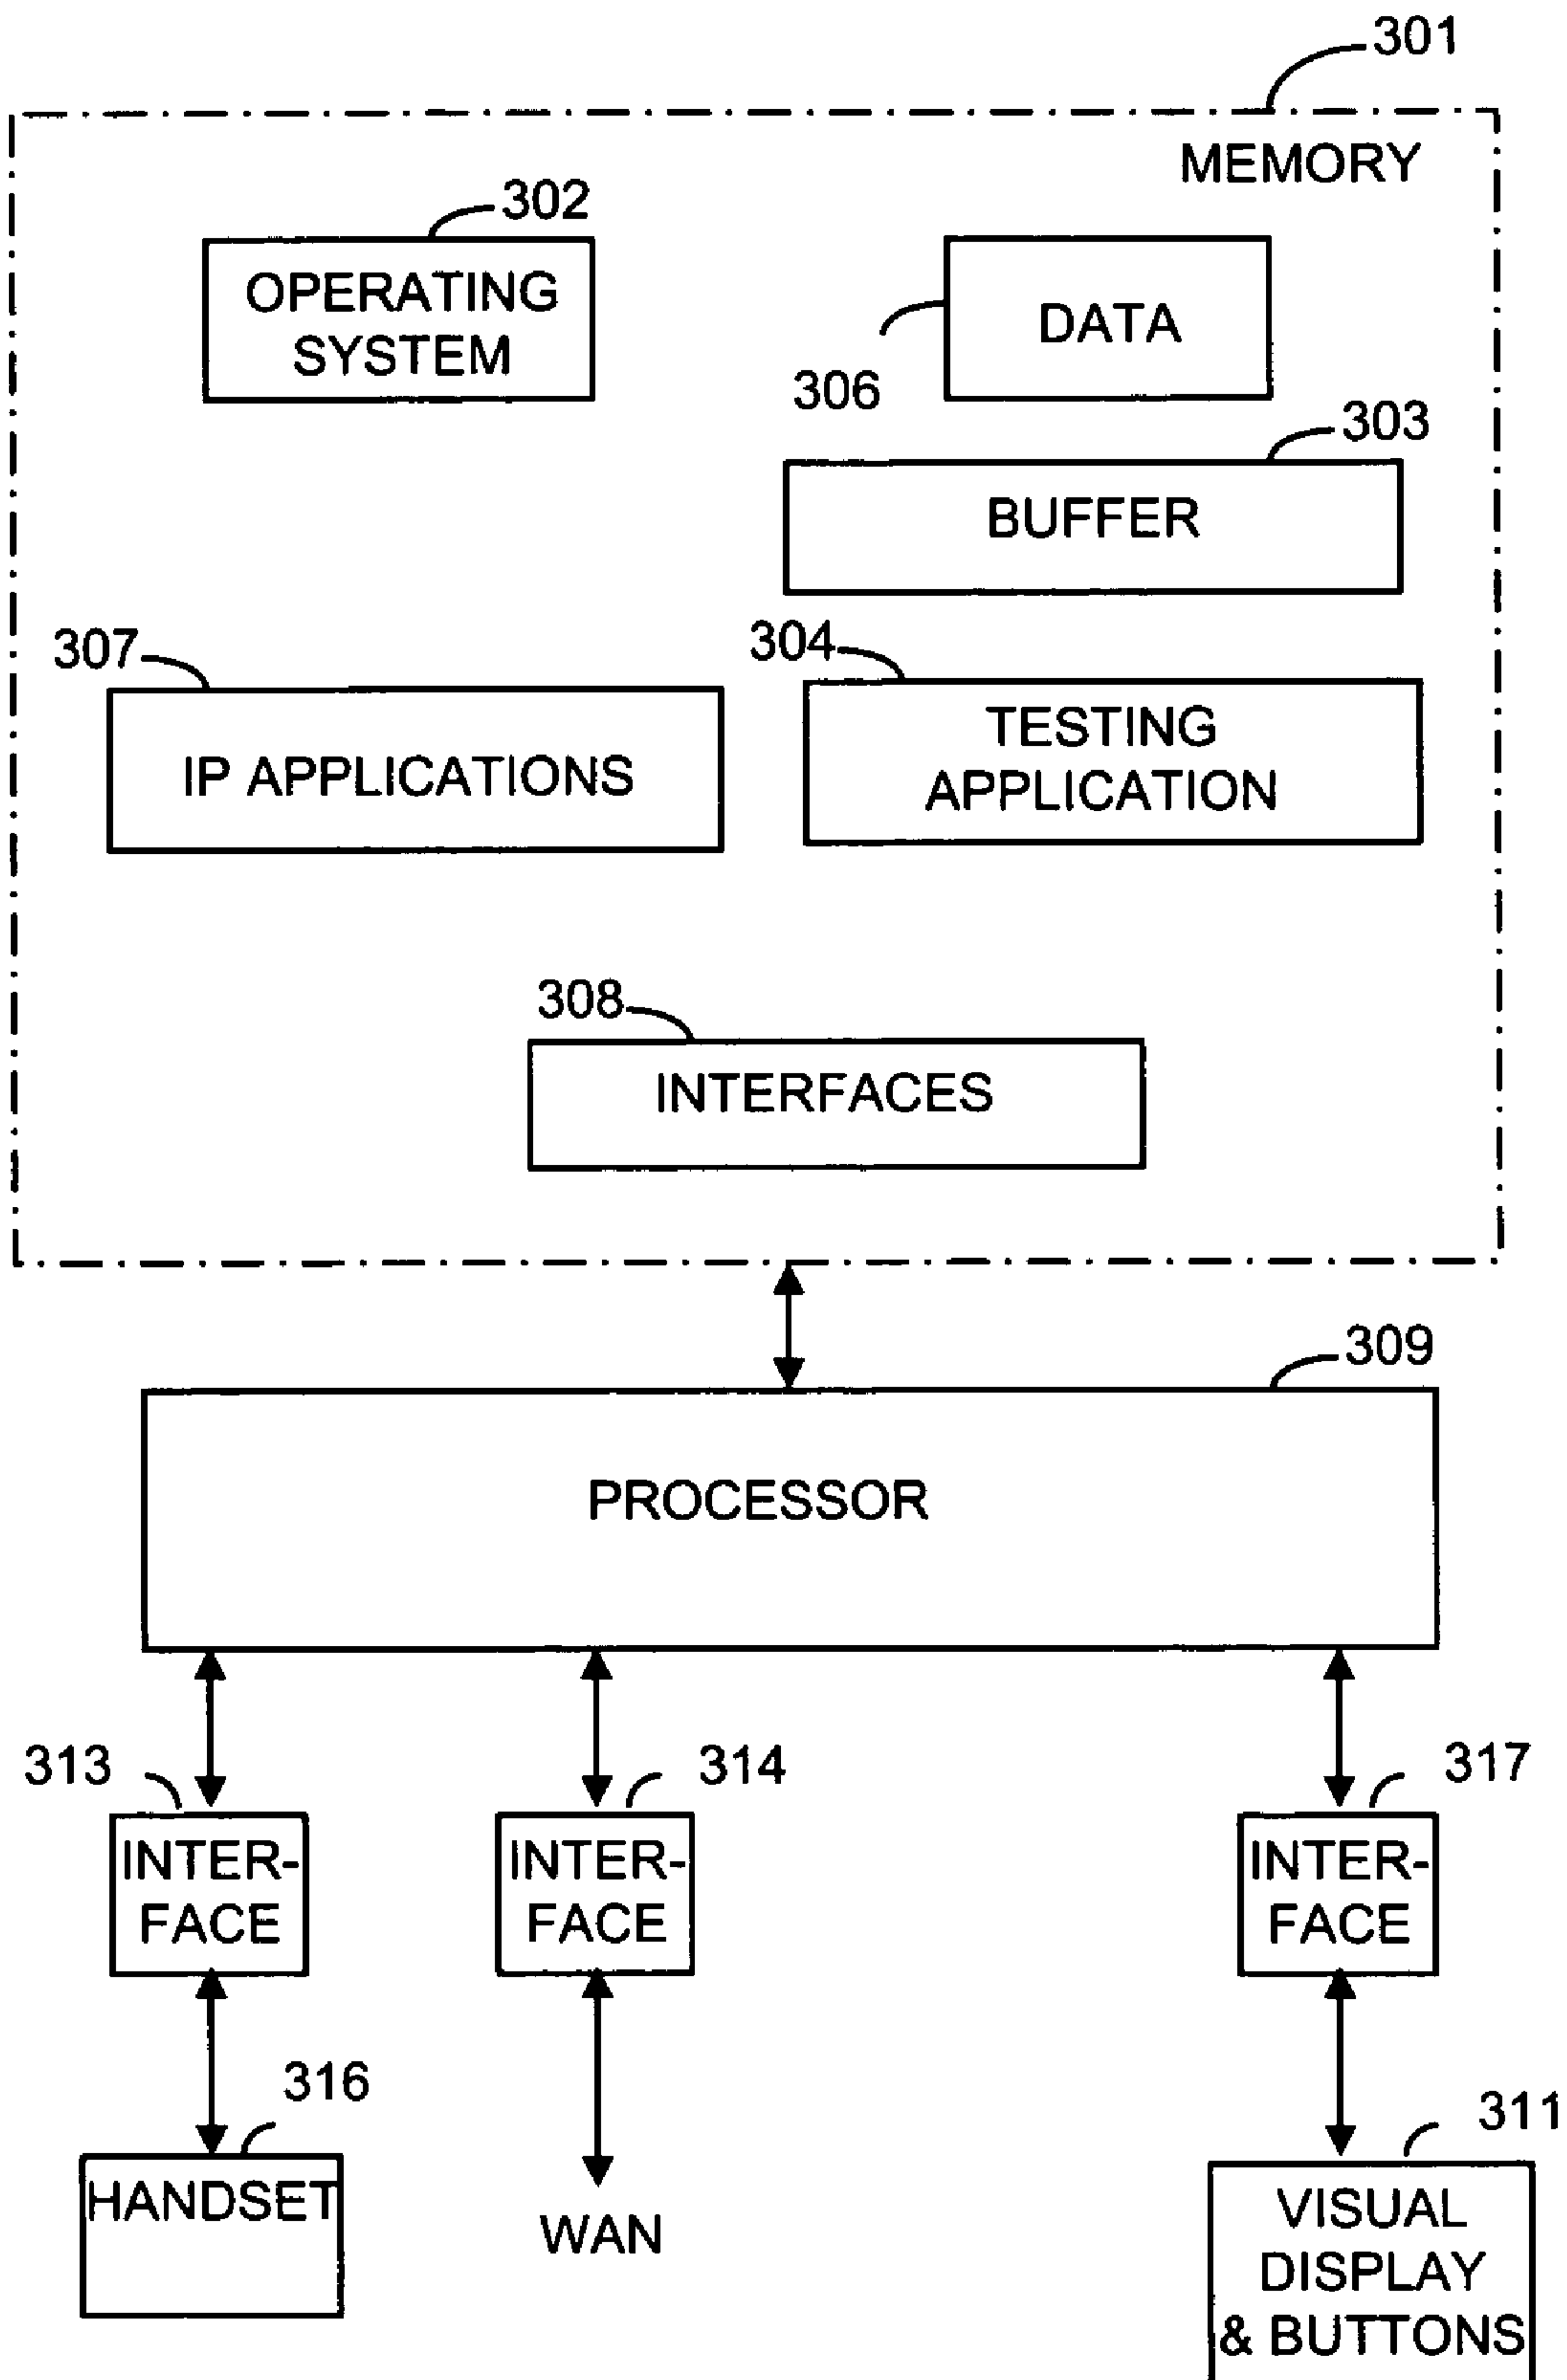 301
MEMORY
302
OPERATING
SYSTEM
DATA
306
303
BUFFER
307
IP APPLICATIONS
304
TESTING
APPLICATION
308
INTERFACES
309
PROCESSOR
313
INTER-
FACE
314
INTER-
FACE
317
INTER-
FACE
316
HANDSET
WAN
311
VISUAL
DISPLAY
& BUTTONS